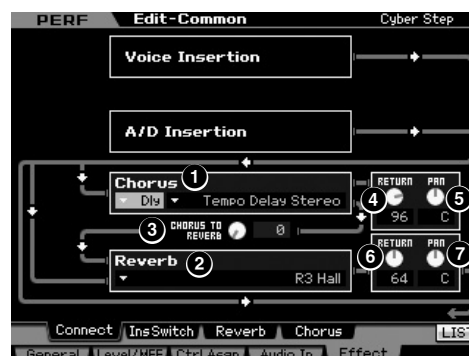 PERF Edit-Common Cyber Step
Voice Insertion
A/D Insertion
1
Chorus
Dly Tempo Delay Stereo
RETURN PAN
4 5
96 C
3 CHORUS TO REVERB 0
2
Reverb
R3 Hall
RETURN PAN
6 7
64 C
Connect InsSwitch Reverb Chorus LIS
General Level/MEF Ctrl Asgn Audio In Effect